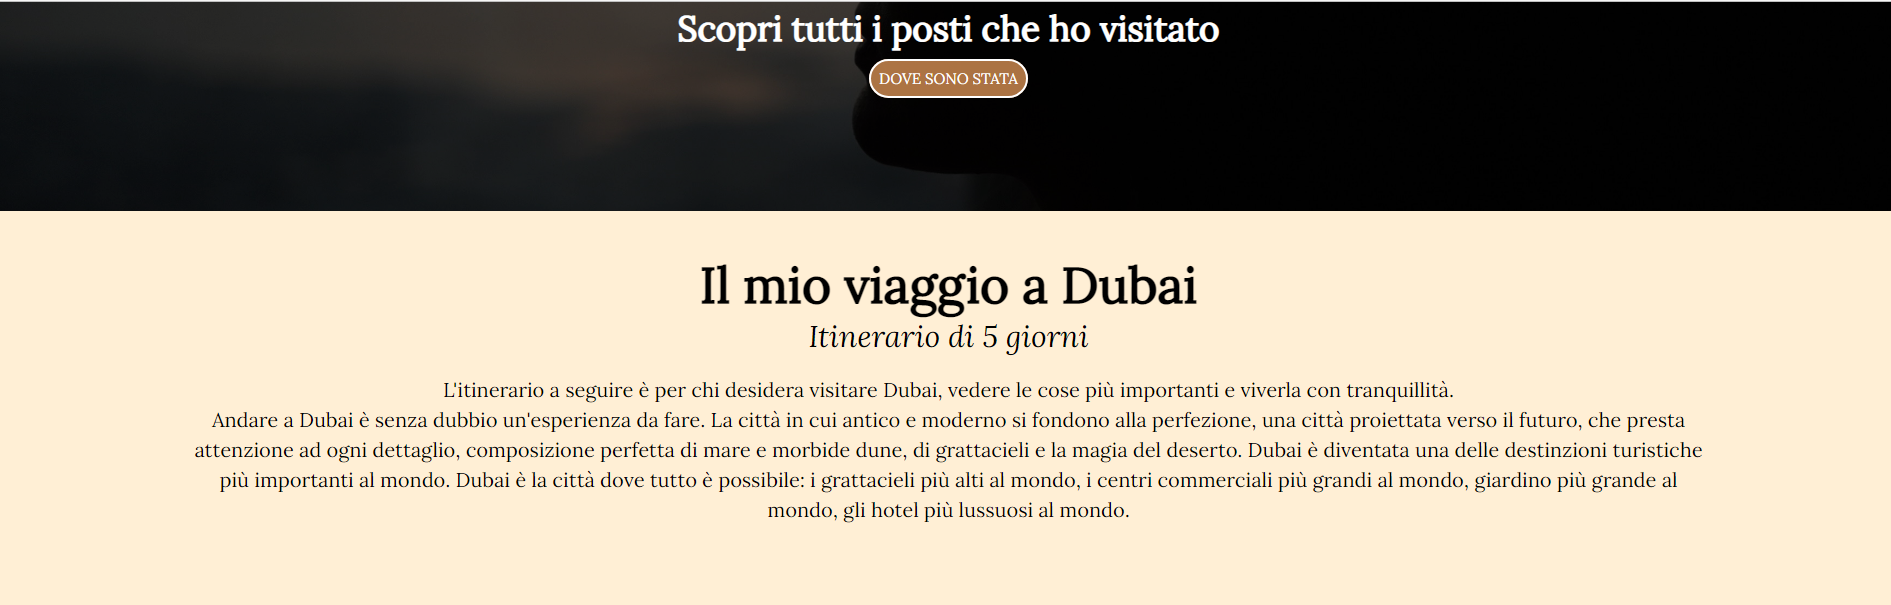 Scopri tutti i posti che ho visitato
DOVE SONO STATA
Il mio viaggio a Dubai
Itinerario di 5 giorni
L'itinerario a seguire è per chi desidera visitare Dubai, vedere le cose più importanti e viverla con tranquillità.
Andare a Dubai è senza dubbio un'esperienza da fare. La città in cui antico e moderno si fondono alla perfezione, una città proiettata verso il futuro, che presta
attenzione ad ogni dettaglio, composizione perfetta di mare e morbide dune, di grattacieli e la magia del deserto. Dubai è diventata una delle destinzioni turistiche
più importanti al mondo. Dubai è la città dove tutto è possibile: i grattacieli più alti al mondo, i centri commerciali più grandi al mondo, giardino più grande al
mondo, gli hotel più lussuosi al mondo.